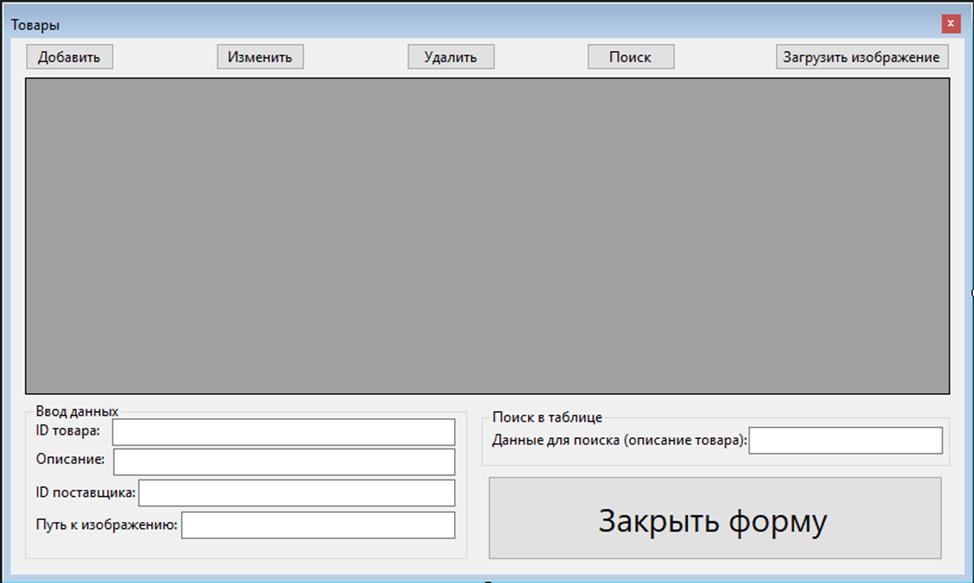 Товары
x
Добавить Изменить Удалить Поиск Загрузить изображение
Ввод данных
ID товара:
Описание:
ID поставщика:
Путь к изображению:
Поиск в таблице
Данные для поиска (описание товара):
Закрыть форму